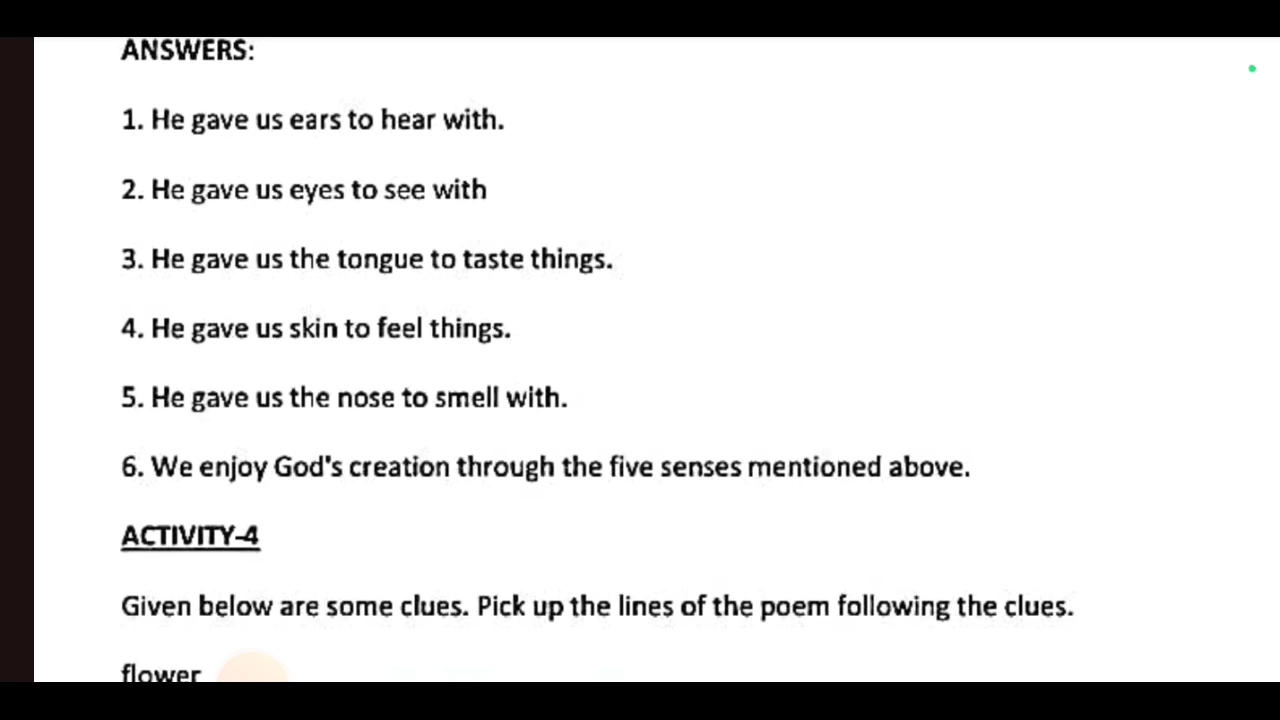 ANSWERS:
1. He gave us ears to hear with.
2. He gave us eyes to see with
3. He gave us the tongue to taste things.
4. He gave us skin to feel things.
5. He gave us the nose to smell with.
6. We enjoy God's creation through the five senses mentioned above.
ACTIVITY-4
Given below are some clues. Pick up the lines of the poem following the clues.
flower